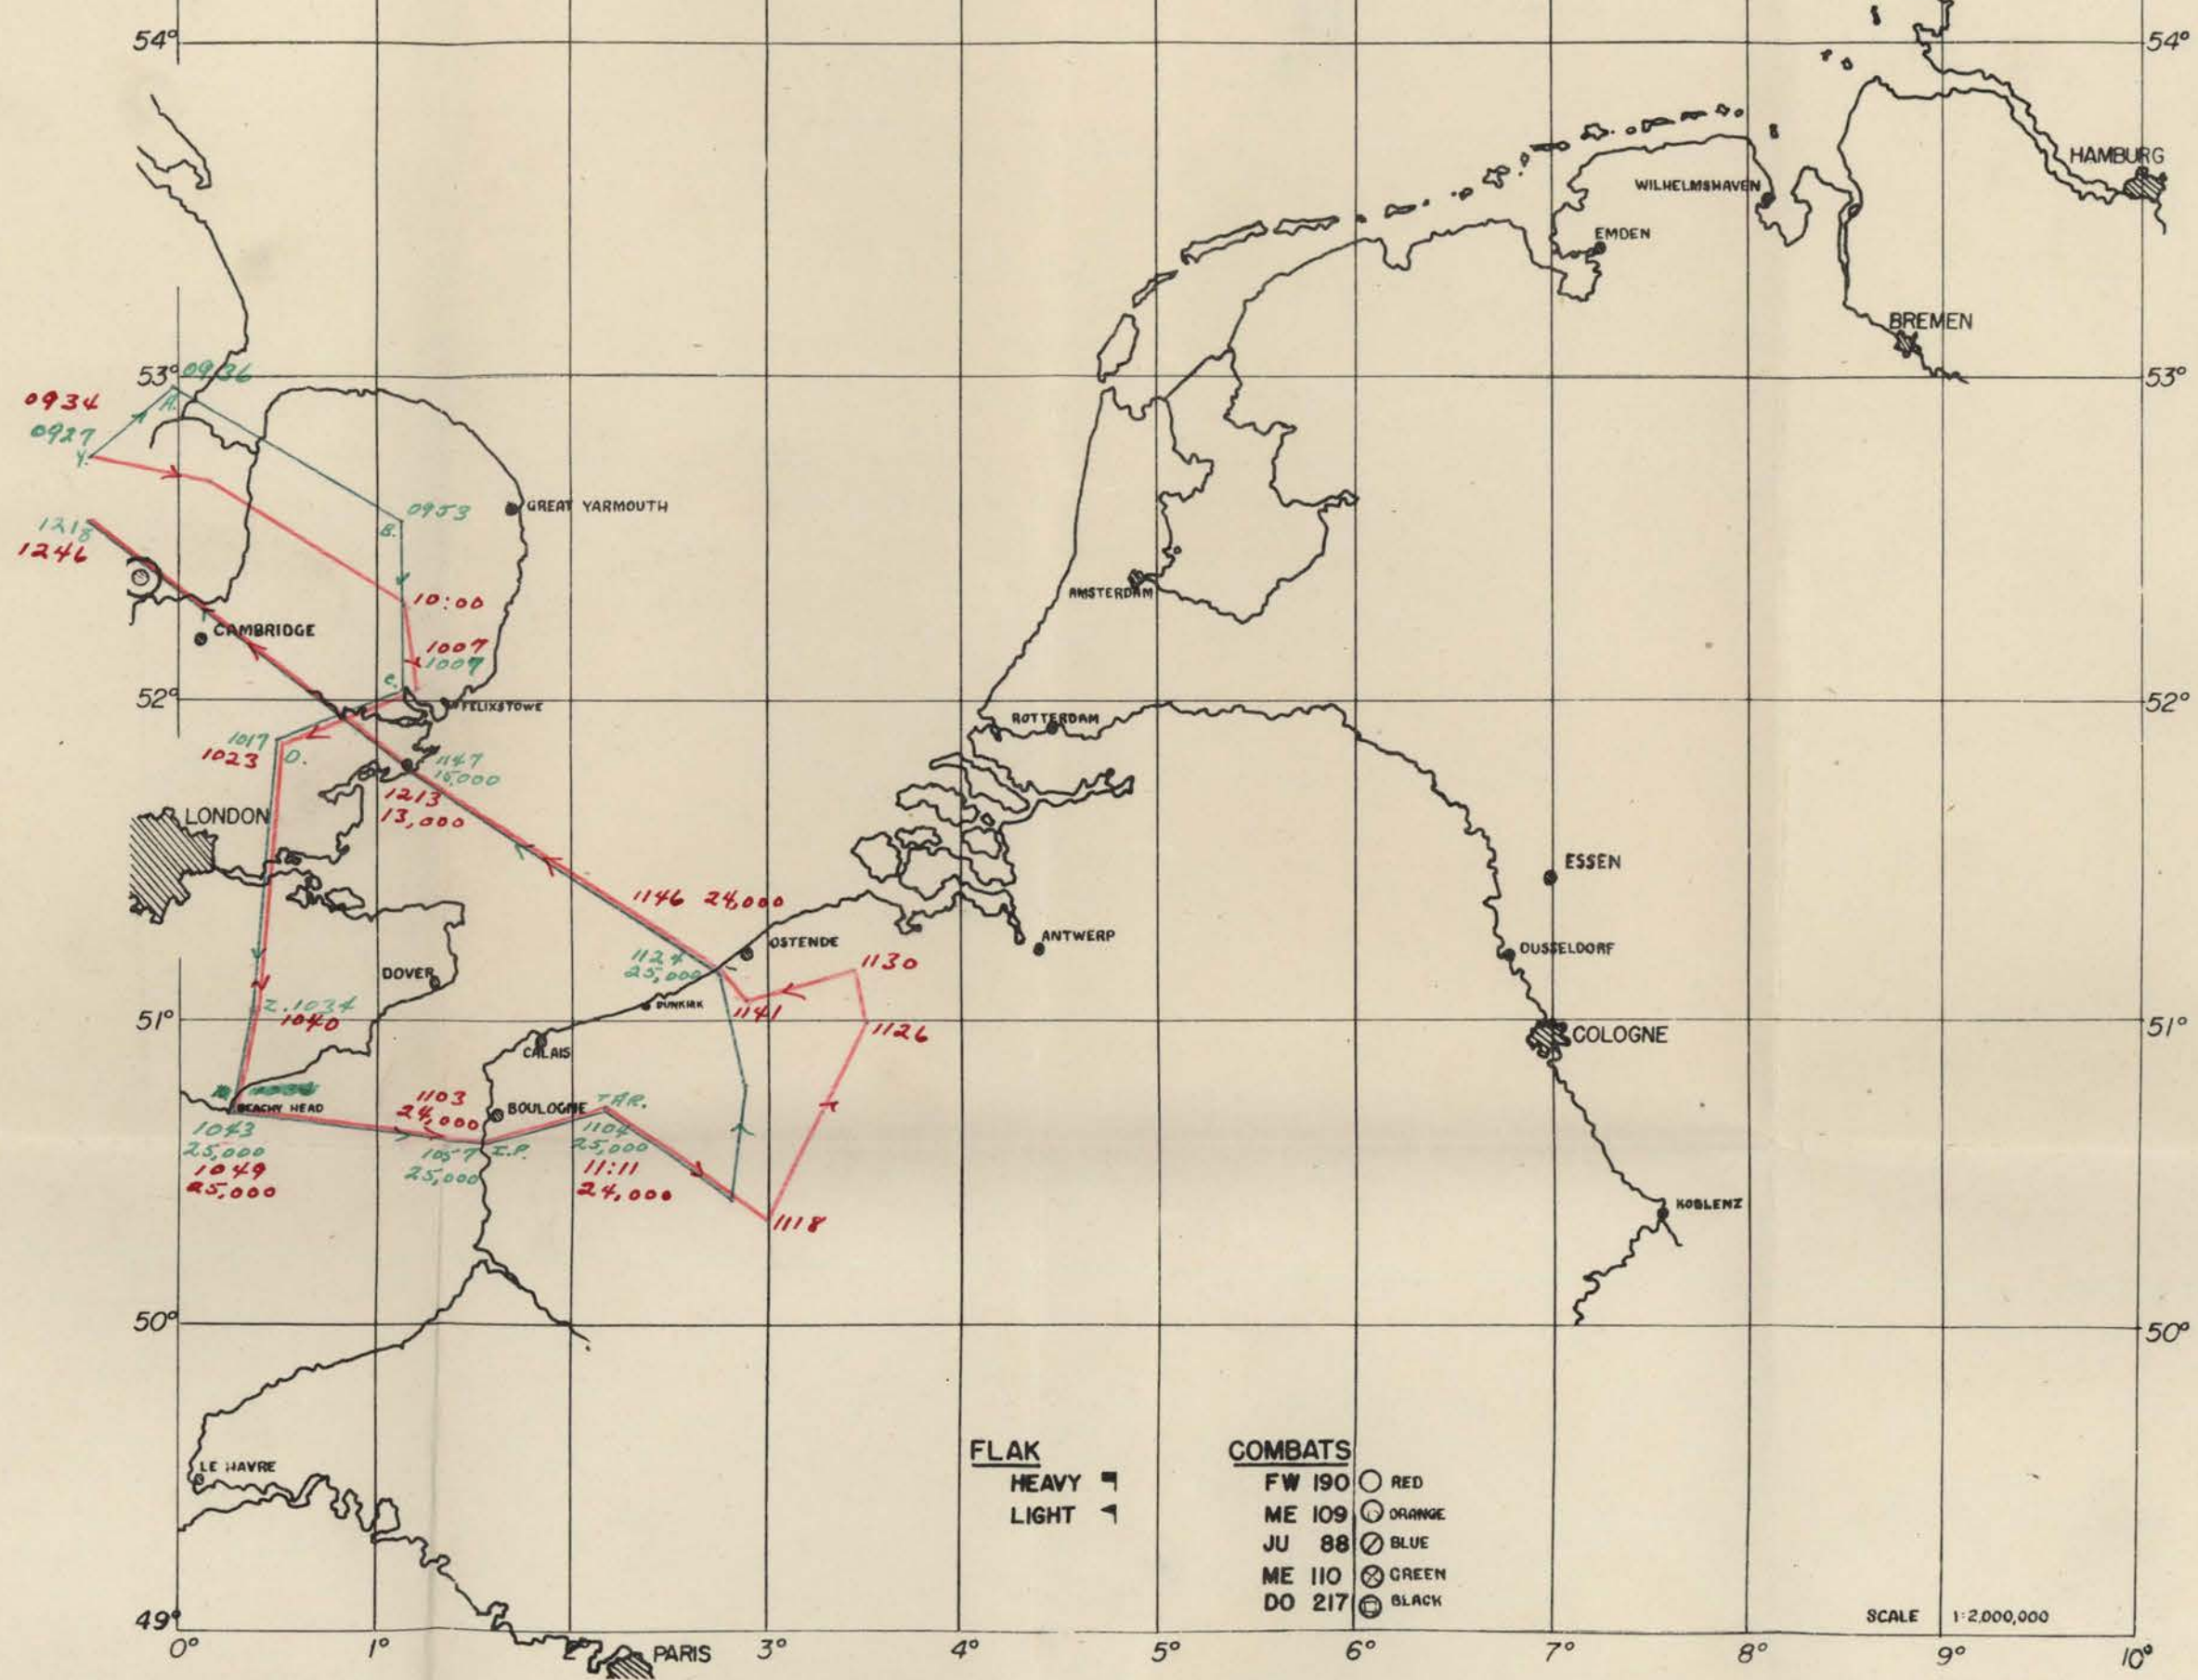 54°
54°
HAMBURG
WILHELMSHAVEN
EMDEN
BREMEN
53°
0936
53°
0934
A.
0927
Y.
GREAT YARMOUTH
0953
1218
B.
1246
AMSTERDAM
10:00
CAMBRIDGE
1007
1007
C.
52°
FELIXSTOWE
52°
ROTTERDAM
1017
1023
D.
1147
15,000
1213
13,000
LONDON
ESSEN
1146 24,000
OSTENDE
ANTWERP
DUSSELDORF
1124
25,000
1130
DOVER
DUNKIRK
Z. 1034
1040
1141
51°
1126
51°
COLOGNE
CALAIS
1034
BEACHY HEAD
1103
24,000
BOULOGNE
TAR.
1043
25,000
1049
25,000
1057 I.P.
25,000
1104
25,000
11:11
24,000
1118
KOBLENZ
50°
50°
LE HAVRE
FLAK
HEAVY
LIGHT
COMBATS
FW 190 RED
ME 109 ORANGE
JU 88 BLUE
ME 110 GREEN
DO 217 BLACK
SCALE 1:2,000,000
49°
0° 1° 2° PARIS 3° 4° 5° 6° 7° 8° 9° 10°